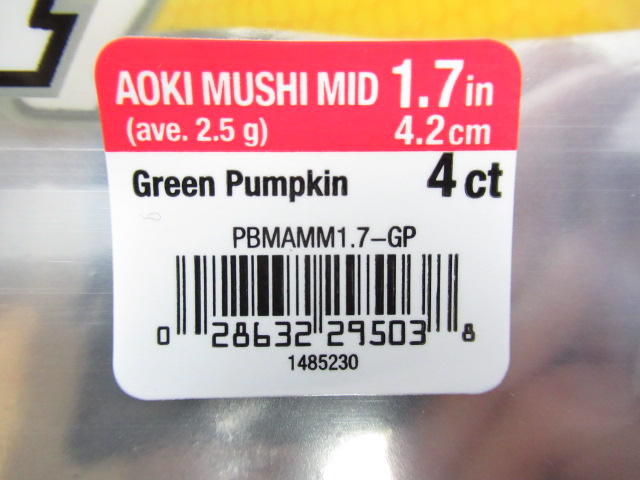 AOKI MUSHI MID 1.7in
(ave. 2.5 g) 4.2cm
Green Pumpkin 4ct
PBMAMM1.7-GP
0 28632 29503 8
1485230